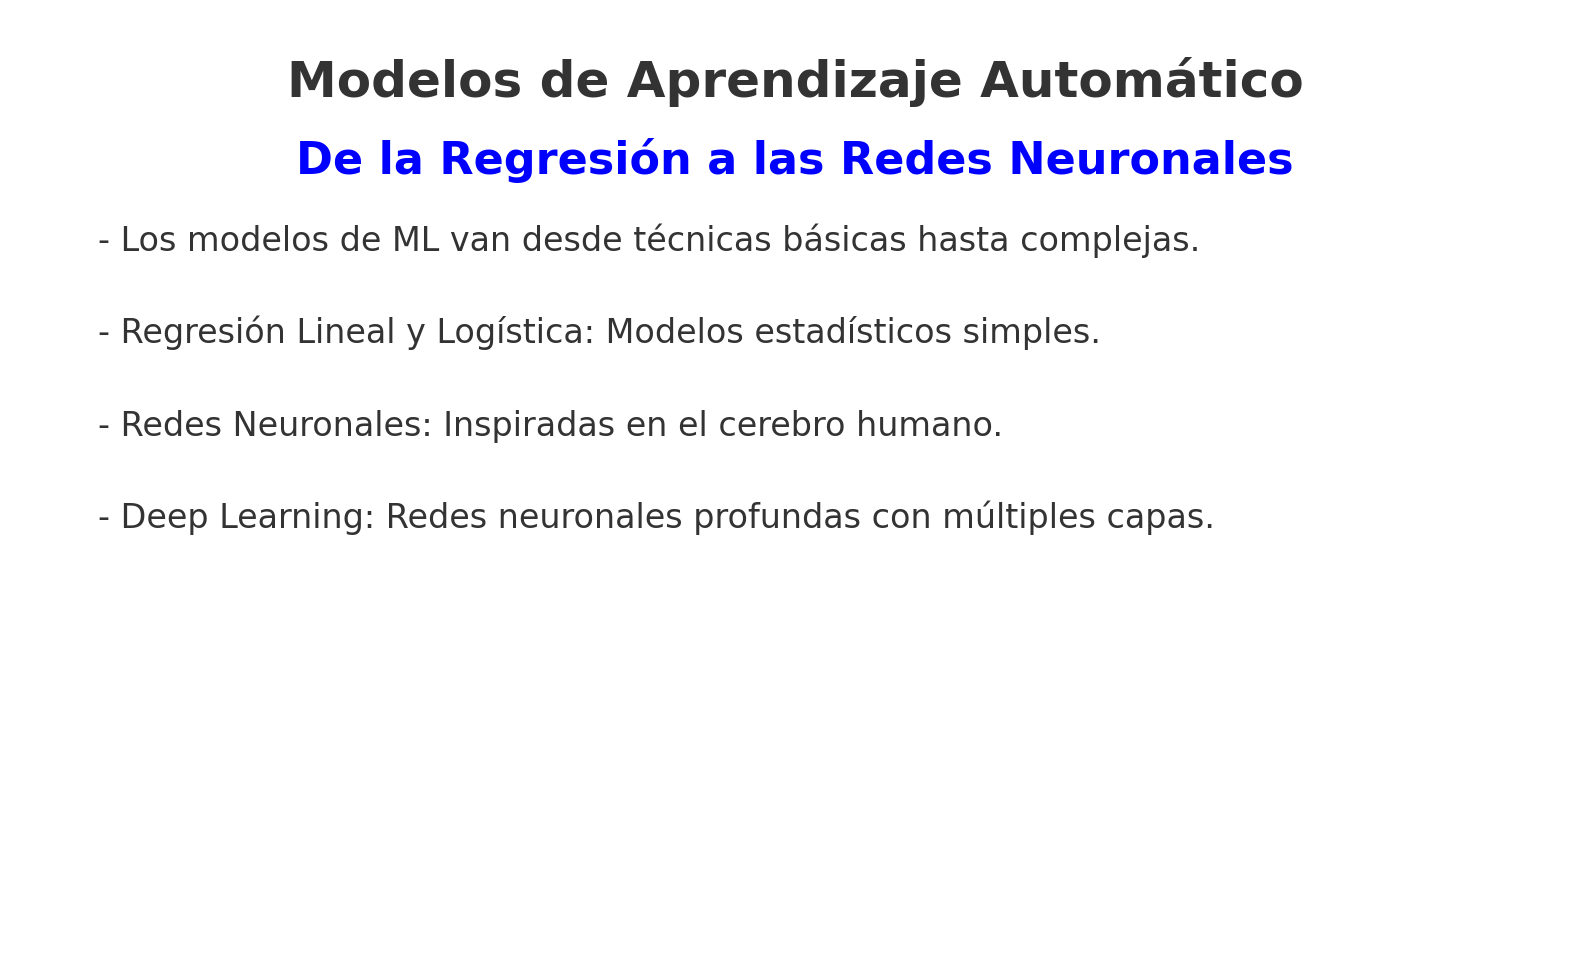 Modelos de Aprendizaje Automático
De la Regresión a las Redes Neuronales
- Los modelos de ML van desde técnicas básicas hasta complejas.
- Regresión Lineal y Logística: Modelos estadísticos simples.
- Redes Neuronales: Inspiradas en el cerebro humano.
- Deep Learning: Redes neuronales profundas con múltiples capas.